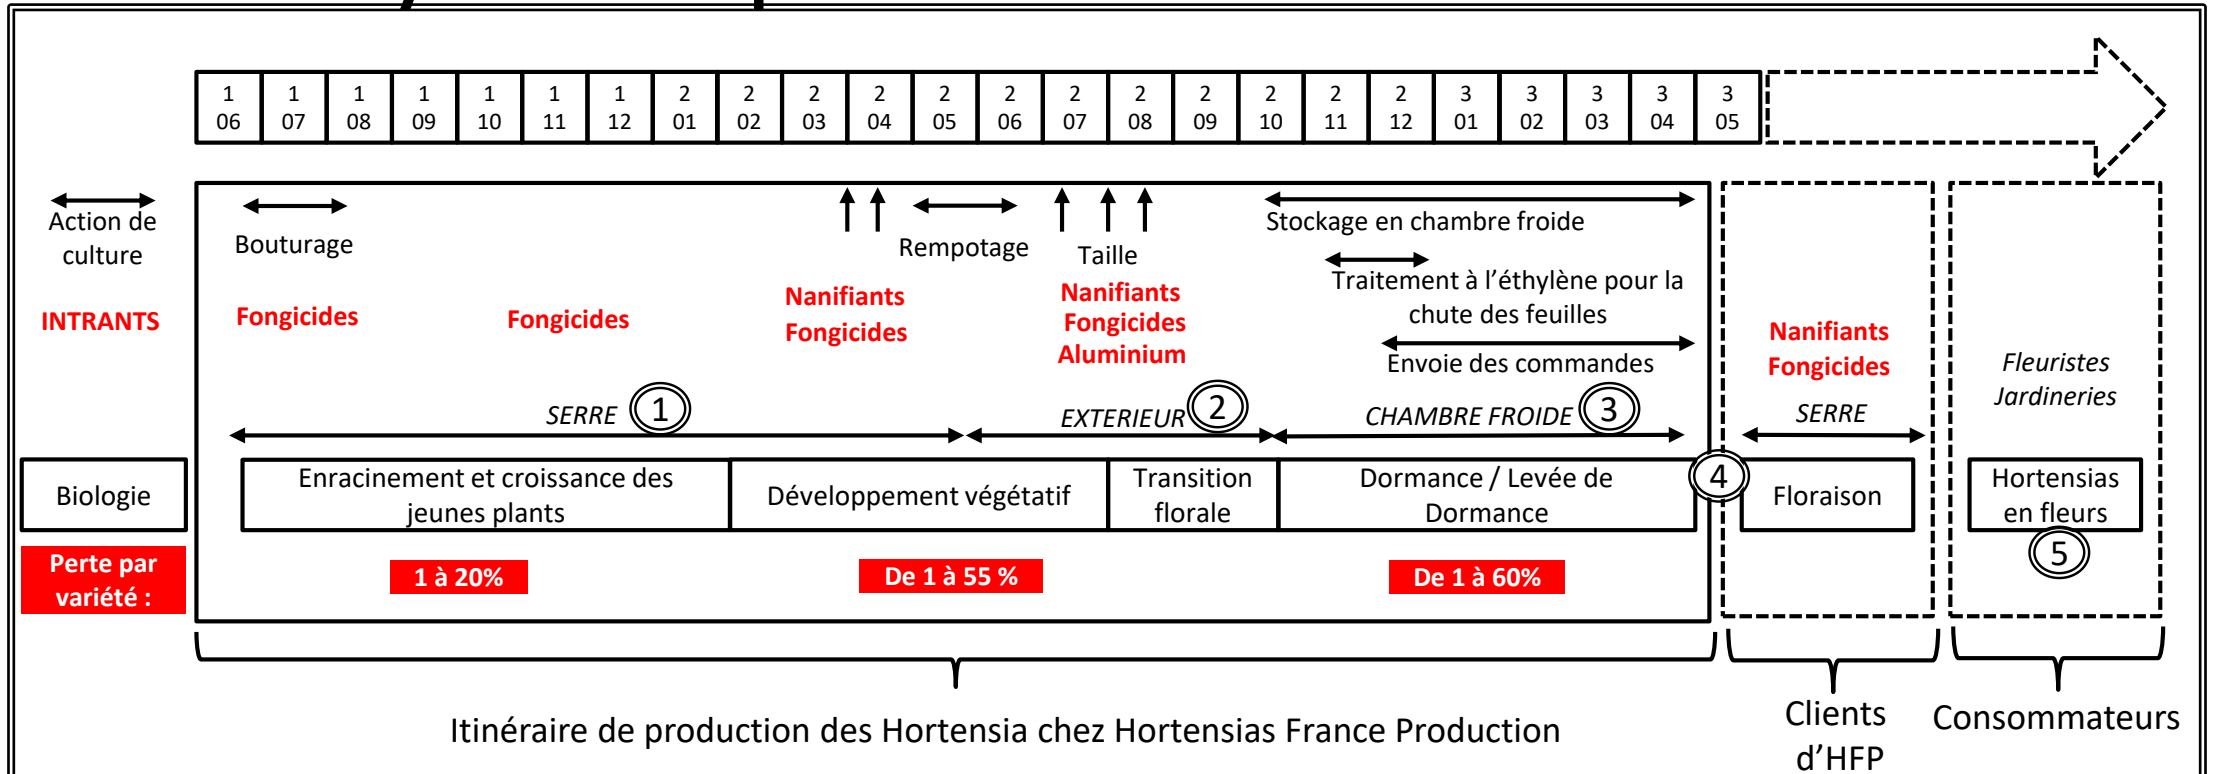 1 1 1 1 1 1 1 2 2 2 2 2 2 2 2 2 2 2 2 3 3 3 3 3
06 07 08 09 10 11 12 01 02 03 04 05 06 07 08 09 10 11 12 01 02 03 04 05
Action de
culture
Bouturage
Rempotage
Taille
Stockage en chambre froide
Traitement à l’éthylène pour la
chute des feuilles
Envoie des commandes
INTRANTS
Fongicides
Fongicides
Nanifiants
Fongicides
Nanifiants
Fongicides
Aluminium
Nanifiants
Fongicides
Fleuristes
Jardineries
SERRE 1
EXTERIEUR 2
CHAMBRE FROIDE 3
SERRE
Biologie
Enracinement et croissance des
jeunes plants
Développement végétatif
Transition
florale
Dormance / Levée de
Dormance
4
Floraison
Hortensias
en fleurs
5
Perte par
variété :
1 à 20%
De 1 à 55 %
De 1 à 60%
Itinéraire de production des Hortensia chez Hortensias France Production
Clients
d’HFP
Consommateurs